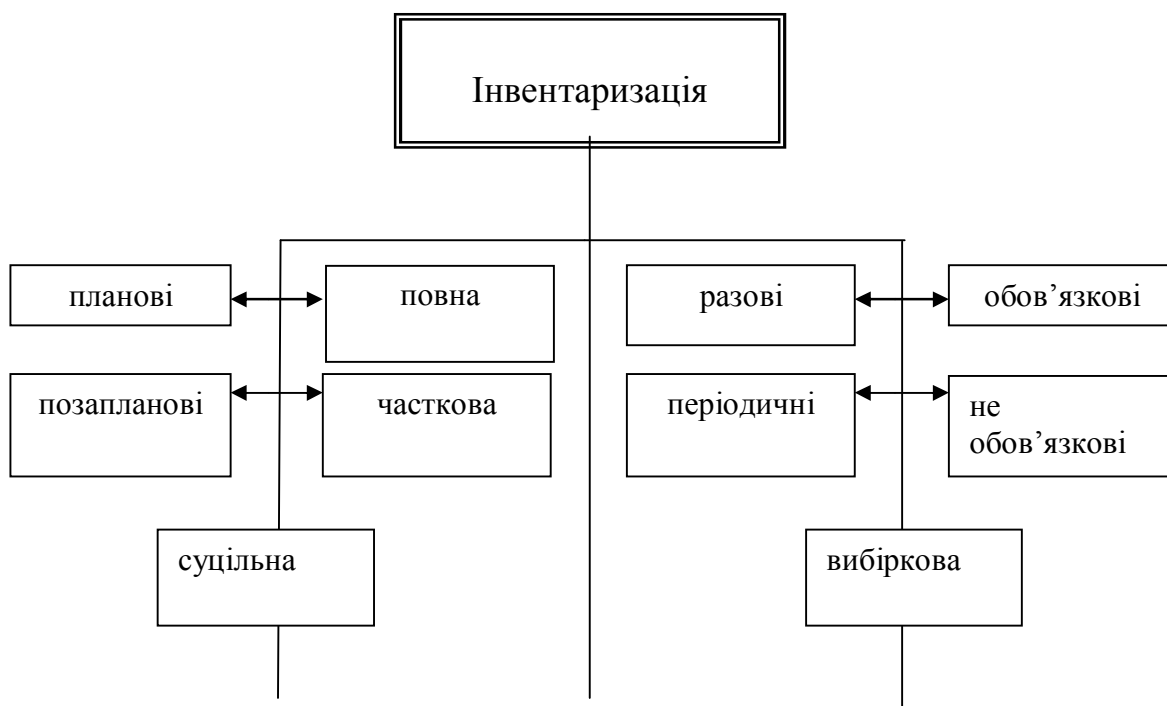 Інвентаризація
планові
повна
разові
обов’язкові
позапланові
часткова
періодичні
не
обов’язкові
суцільна
вибіркова